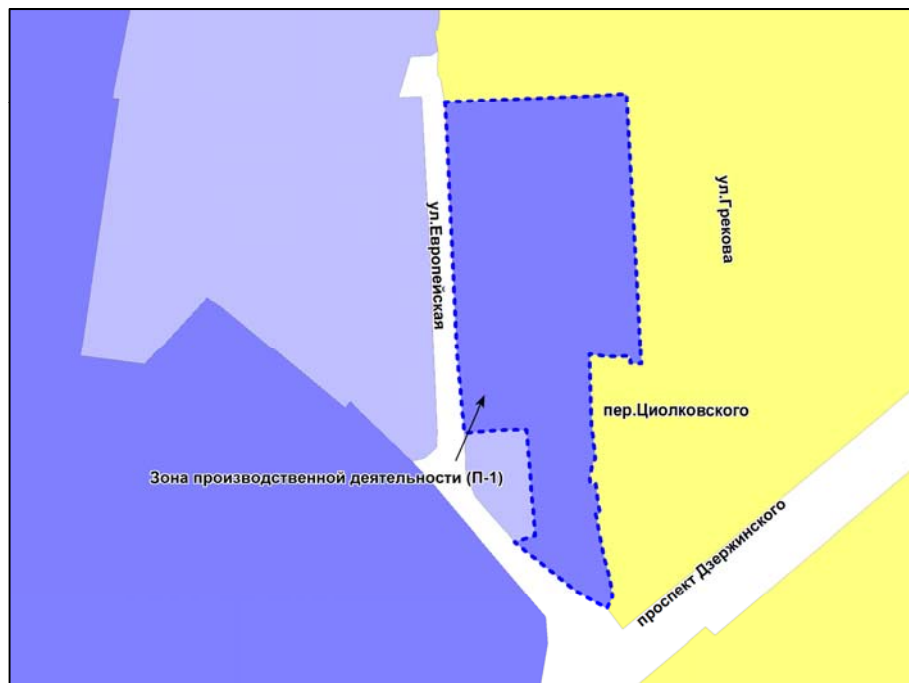 ул.Европейская
ул.Грекова
пер.Циолковского
Зона производственной деятельности (П-1)
проспект Дзержинского